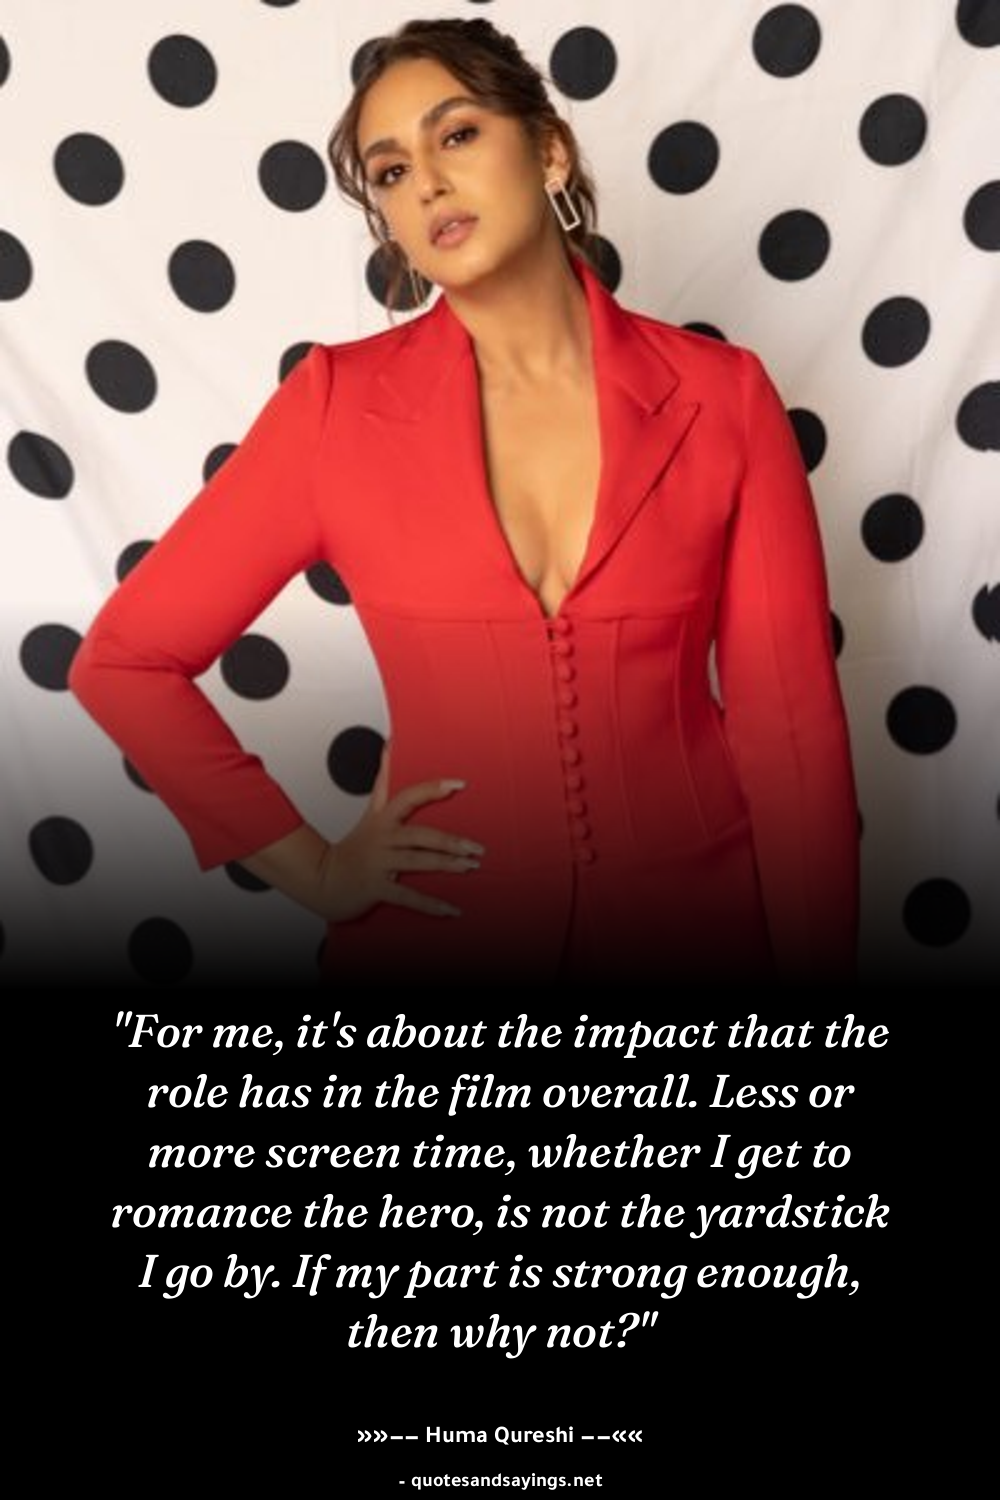 "For me, it's about the impact that the
role has in the film overall. Less or
more screen time, whether I get to
romance the hero, is not the yardstick
I go by. If my part is strong enough,
then why not?"
»»−− Huma Qureshi −−««
- quotesandsayings.net